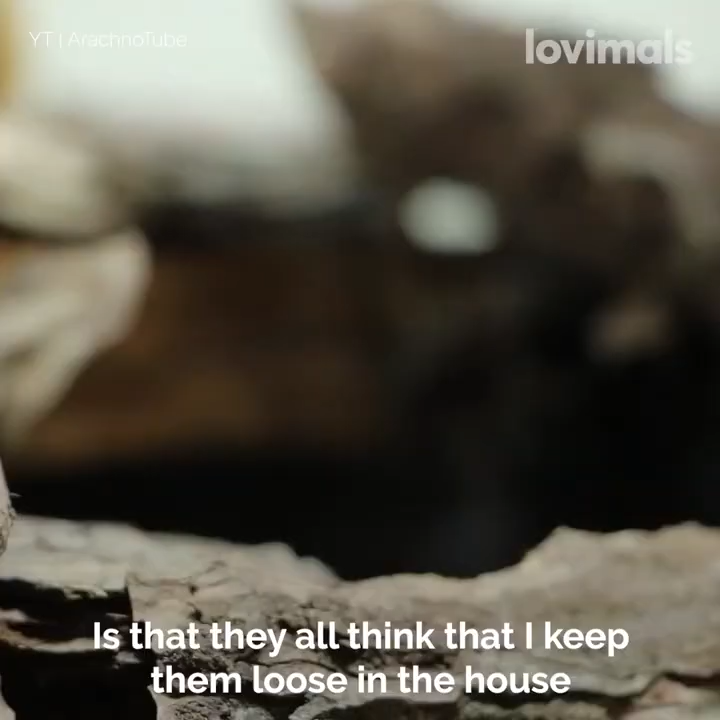 YT | ArachnoTube
lovimals
Is that they all think that I keep
them loose in the house